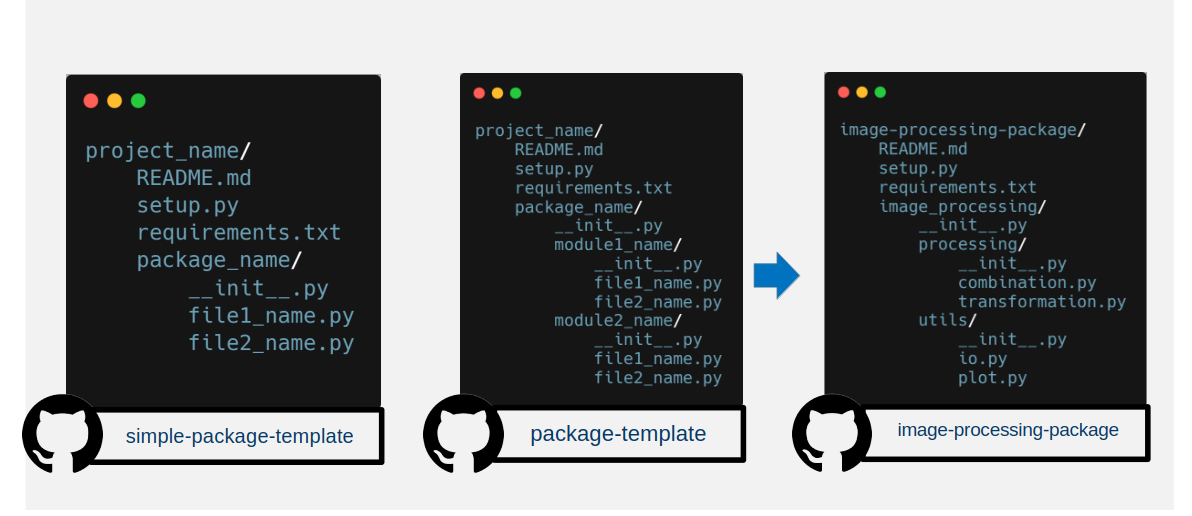 project_name/
README.md
setup.py
requirements.txt
package_name/
__init__.py
file1_name.py
file2_name.py
simple-package-template
project_name/
README.md
setup.py
requirements.txt
package_name/
__init__.py
module1_name/
__init__.py
file1_name.py
file2_name.py
module2_name/
__init__.py
file1_name.py
file2_name.py
package-template
image-processing-package/
README.md
setup.py
requirements.txt
image_processing/
__init__.py
processing/
__init__.py
combination.py
transformation.py
utils/
__init__.py
io.py
plot.py
image-processing-package